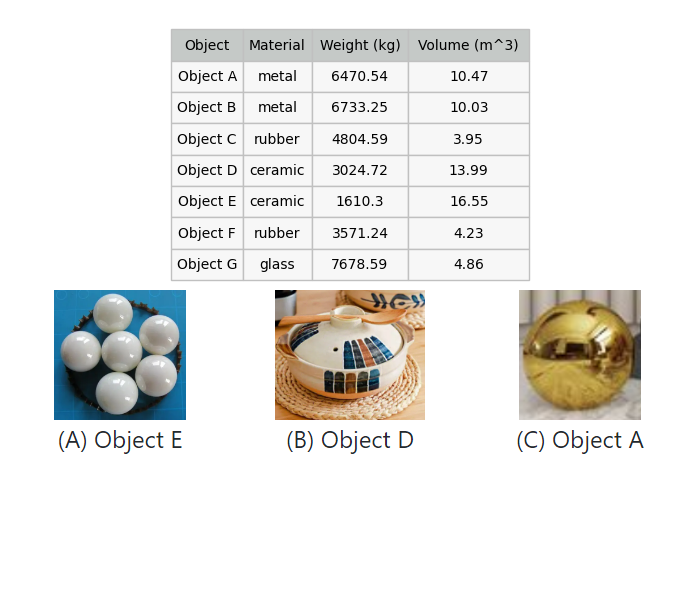 Object Material Weight (kg) Volume (m^3)
Object A metal 6470.54 10.47
Object B metal 6733.25 10.03
Object C rubber 4804.59 3.95
Object D ceramic 3024.72 13.99
Object E ceramic 1610.3 16.55
Object F rubber 3571.24 4.23
Object G glass 7678.59 4.86
(A) Object E (B) Object D (C) Object A